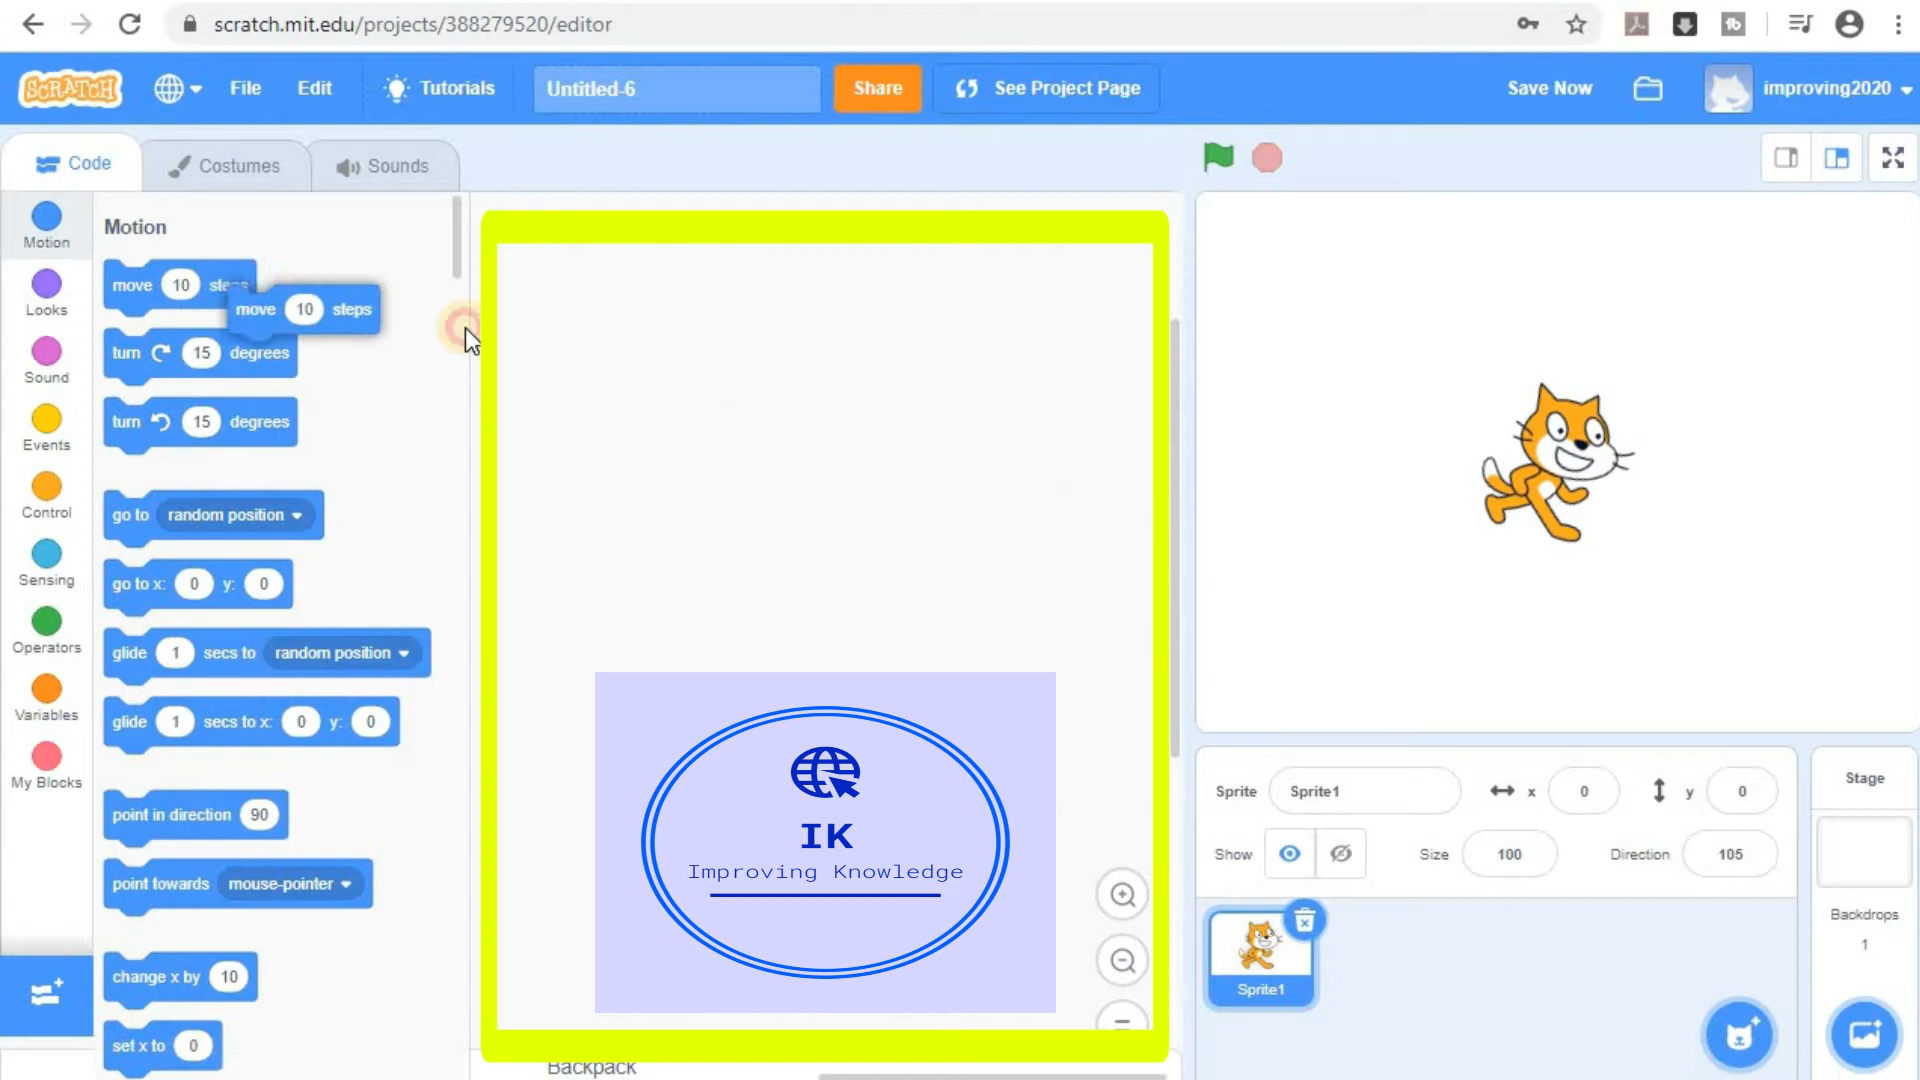 scratch.mit.edu/projects/388279520/editor
SCRATCH File Edit Tutorials Untitled-6 Share See Project Page Save Now improving2020
Code Costumes Sounds
Motion
Looks
Sound
Events
Control
Sensing
Operators
Variables
My Blocks
Motion
move 10 steps
move 10 steps
turn 15 degrees
turn 15 degrees
go to random position
go to x: 0 y: 0
glide 1 secs to random position
glide 1 secs to x: 0 y: 0
point in direction 90
point towards mouse-pointer
change x by 10
set x to 0
IK
Improving Knowledge
Backpack
Sprite Sprite1 x 0 y 0
Show Size 100 Direction 105
Sprite1
Stage
Backdrops
1